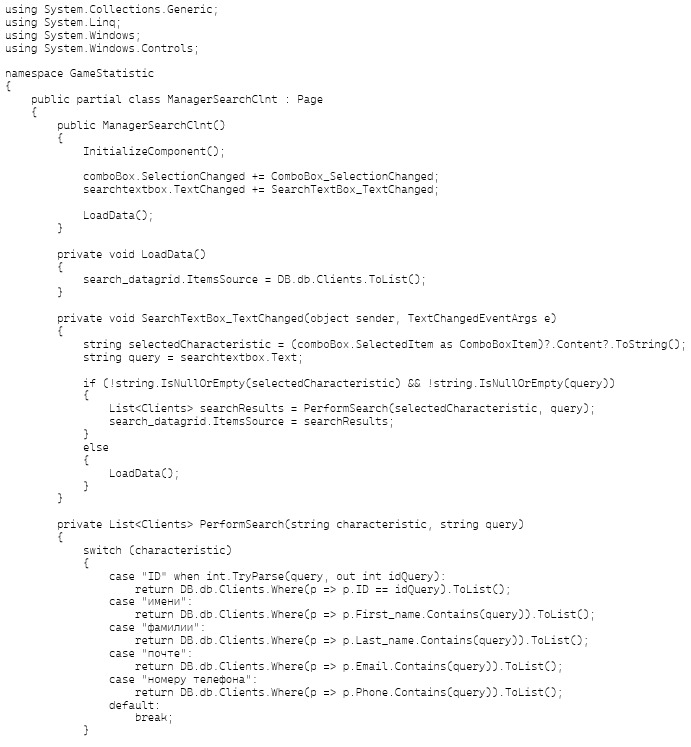 using System.Collections.Generic;
using System.Linq;
using System.Windows;
using System.Windows.Controls;

namespace GameStatistic
{
    public partial class ManagerSearchClnt : Page
    {
        public ManagerSearchClnt()
        {
            InitializeComponent();

            comboBox.SelectionChanged += ComboBox_SelectionChanged;
            searchtextbox.TextChanged += SearchTextBox_TextChanged;

            LoadData();
        }

        private void LoadData()
        {
            search_datagrid.ItemsSource = DB.db.Clients.ToList();
        }

        private void SearchTextBox_TextChanged(object sender, TextChangedEventArgs e)
        {
            string selectedCharacteristic = (comboBox.SelectedItem as ComboBoxItem)?.Content?.ToString();
            string query = searchtextbox.Text;

            if (!string.IsNullOrEmpty(selectedCharacteristic) && !string.IsNullOrEmpty(query))
            {
                List<Clients> searchResults = PerformSearch(selectedCharacteristic, query);
                search_datagrid.ItemsSource = searchResults;
            }
            else
            {
                LoadData();
            }
        }

        private List<Clients> PerformSearch(string characteristic, string query)
        {
            switch (characteristic)
            {
                case "ID" when int.TryParse(query, out int idQuery):
                    return DB.db.Clients.Where(p => p.ID == idQuery).ToList();
                case "имени":
                    return DB.db.Clients.Where(p => p.First_name.Contains(query)).ToList();
                case "фамилии":
                    return DB.db.Clients.Where(p => p.Last_name.Contains(query)).ToList();
                case "почте":
                    return DB.db.Clients.Where(p => p.Email.Contains(query)).ToList();
                case "номеру телефона":
                    return DB.db.Clients.Where(p => p.Phone.Contains(query)).ToList();
                default:
                    break;
            }